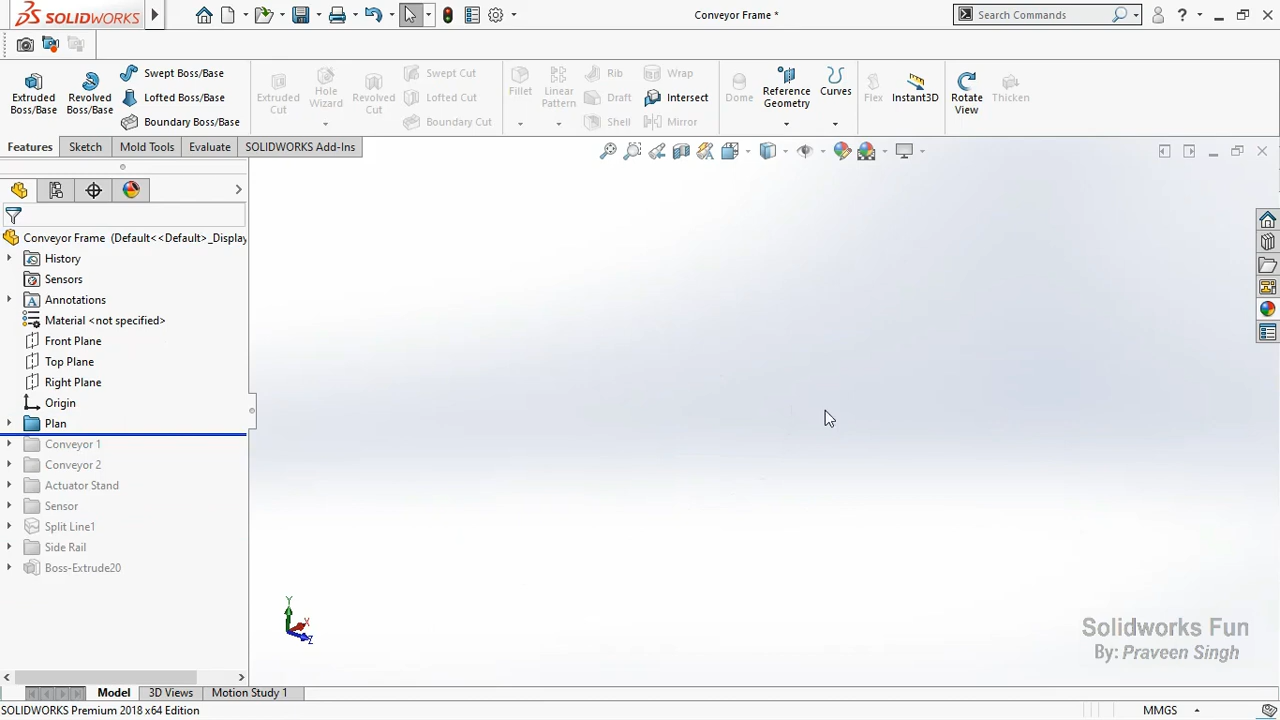 SOLIDWORKS
Conveyor Frame *
Search Commands
?
Extruded Boss/Base
Revolved Boss/Base
Swept Boss/Base
Lofted Boss/Base
Boundary Boss/Base
Extruded Cut
Hole Wizard
Revolved Cut
Swept Cut
Lofted Cut
Boundary Cut
Fillet
Linear Pattern
Rib
Draft
Shell
Wrap
Intersect
Mirror
Dome
Reference Geometry
Curves
Flex
Instant3D
Rotate View
Thicken
Features
Sketch
Mold Tools
Evaluate
SOLIDWORKS Add-Ins
Conveyor Frame (Default<<Default>_Display
History
Sensors
Annotations
Material <not specified>
Front Plane
Top Plane
Right Plane
Origin
Plan
Conveyor 1
Conveyor 2
Actuator Stand
Sensor
Split Line1
Side Rail
Boss-Extrude20
Y
X
Z
Solidworks Fun
By: Praveen Singh
Model
3D Views
Motion Study 1
SOLIDWORKS Premium 2018 x64 Edition
MMGS